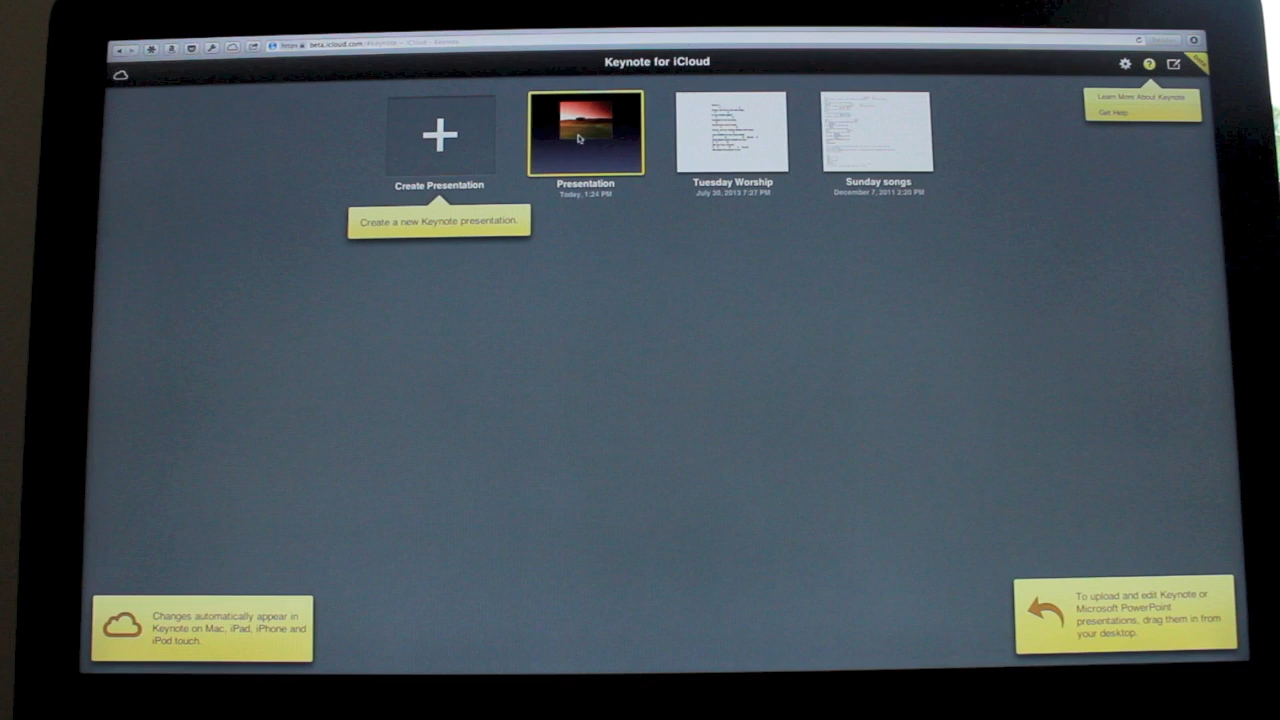 beta.icloud.com
Keynote for iCloud
Learn More About Keynote
Get Help
Create Presentation
Presentation
Today, 1:24 PM
Tuesday Worship
July 30, 2013 7:27 PM
Sunday songs
December 7, 2011 2:20 PM
Create a new Keynote presentation.
Changes automatically appear in
Keynote on Mac, iPad, iPhone and
iPod touch.
To upload and edit Keynote or
Microsoft PowerPoint
presentations, drag them in from
your desktop.